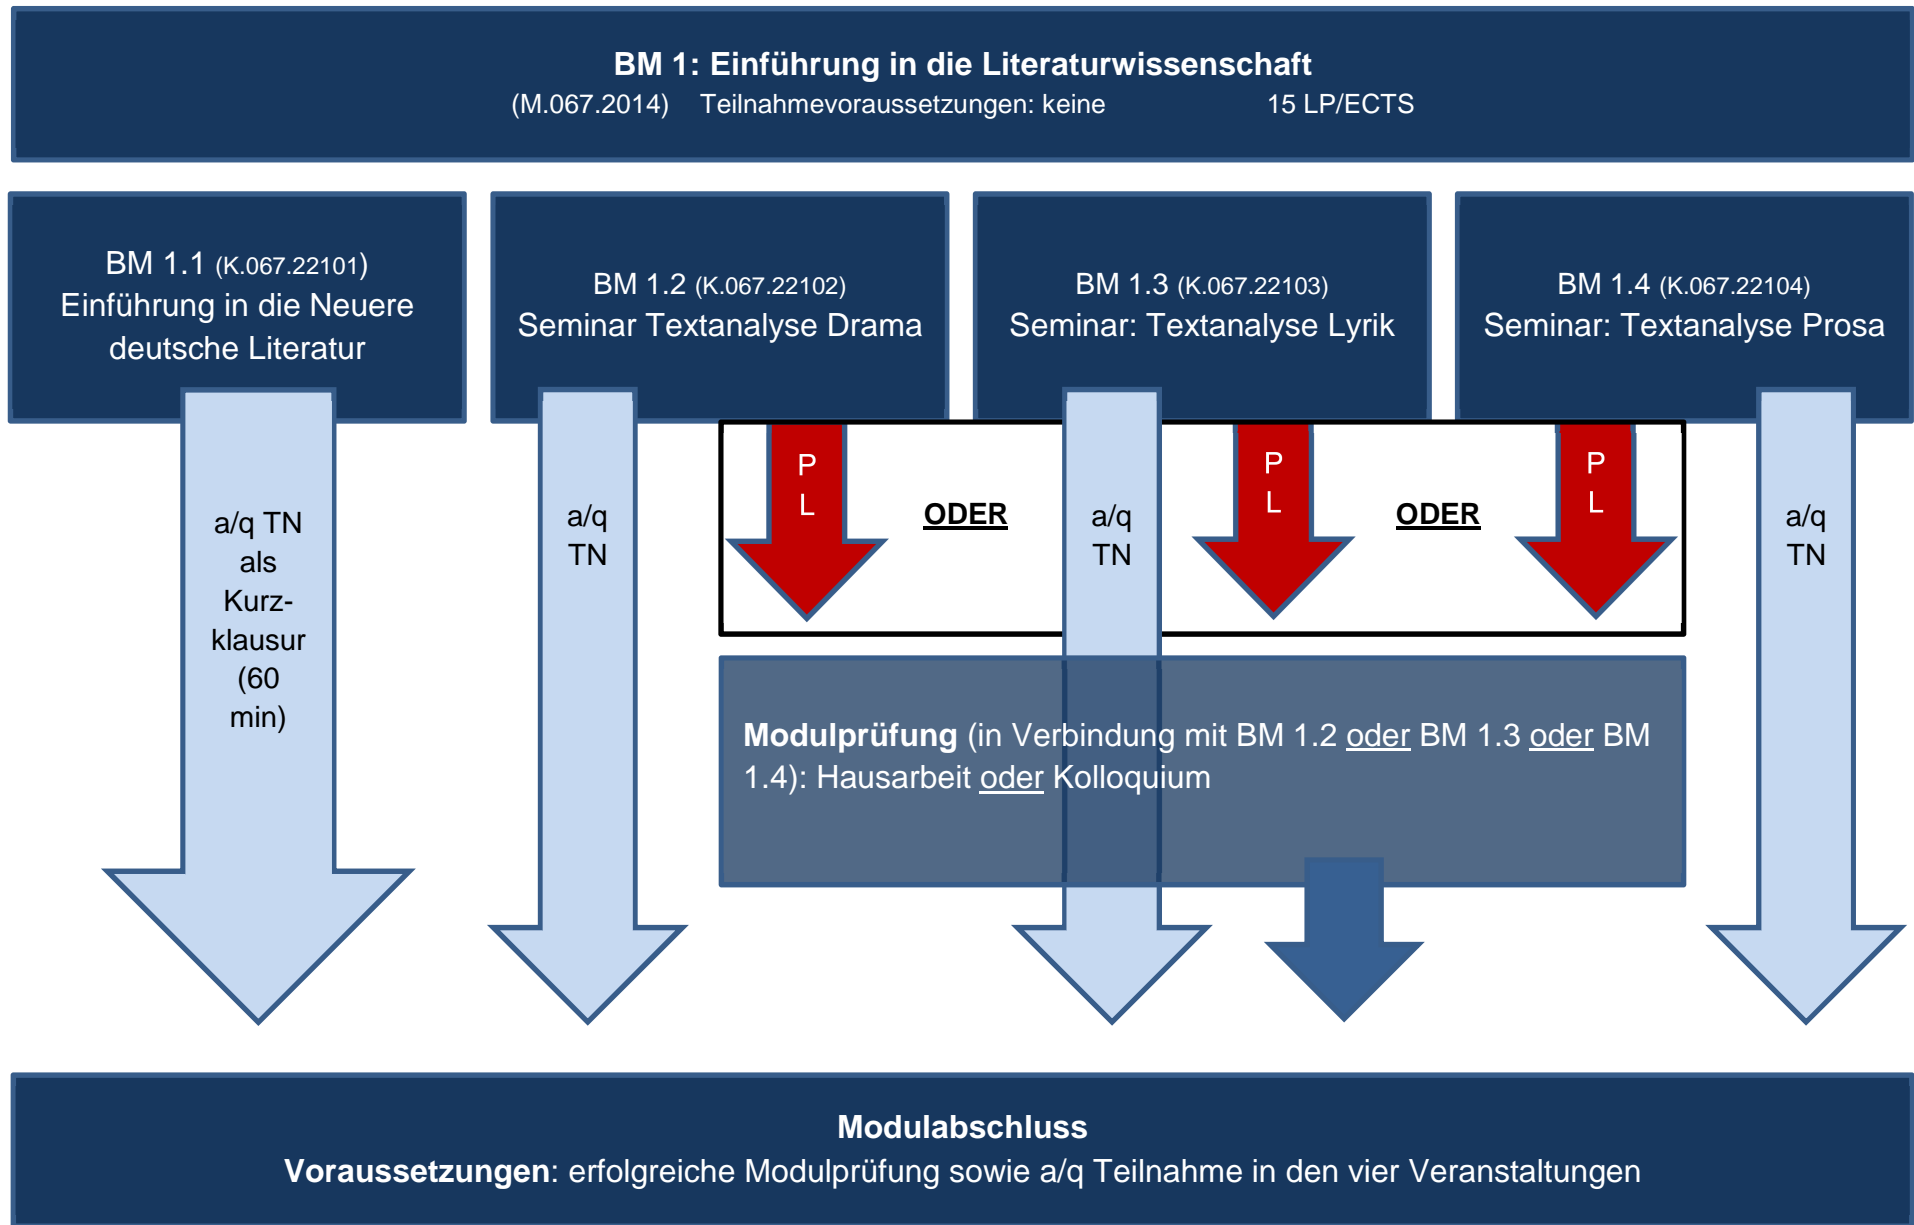 BM 1: Einführung in die Literaturwissenschaft
(M.067.2014) Teilnahmevoraussetzungen: keine 15 LP/ECTS
BM 1.1 (K.067.22101)
Einführung in die Neuere
deutsche Literatur
BM 1.2 (K.067.22102)
Seminar Textanalyse Drama
BM 1.3 (K.067.22103)
Seminar: Textanalyse Lyrik
BM 1.4 (K.067.22104)
Seminar: Textanalyse Prosa
a/q TN
als
Kurz-
klausur
(60
min)
a/q
TN
P
L
ODER
a/q
TN
P
L
ODER
P
L
a/q
TN
Modulprüfung (in Verbindung mit BM 1.2 oder BM 1.3 oder BM
1.4): Hausarbeit oder Kolloquium
Modulabschluss
Voraussetzungen: erfolgreiche Modulprüfung sowie a/q Teilnahme in den vier Veranstaltungen